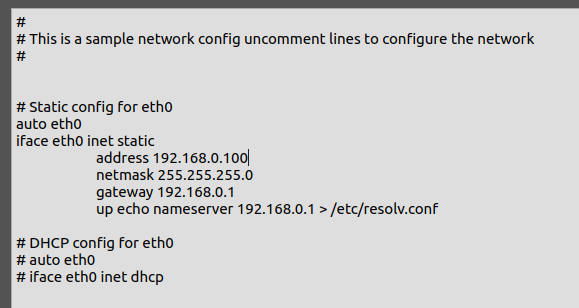 #
# This is a sample network config uncomment lines to configure the network
#
# Static config for eth0
auto eth0
iface eth0 inet static
address 192.168.0.100
netmask 255.255.255.0
gateway 192.168.0.1
up echo nameserver 192.168.0.1 > /etc/resolv.conf
# DHCP config for eth0
# auto eth0
# iface eth0 inet dhcp